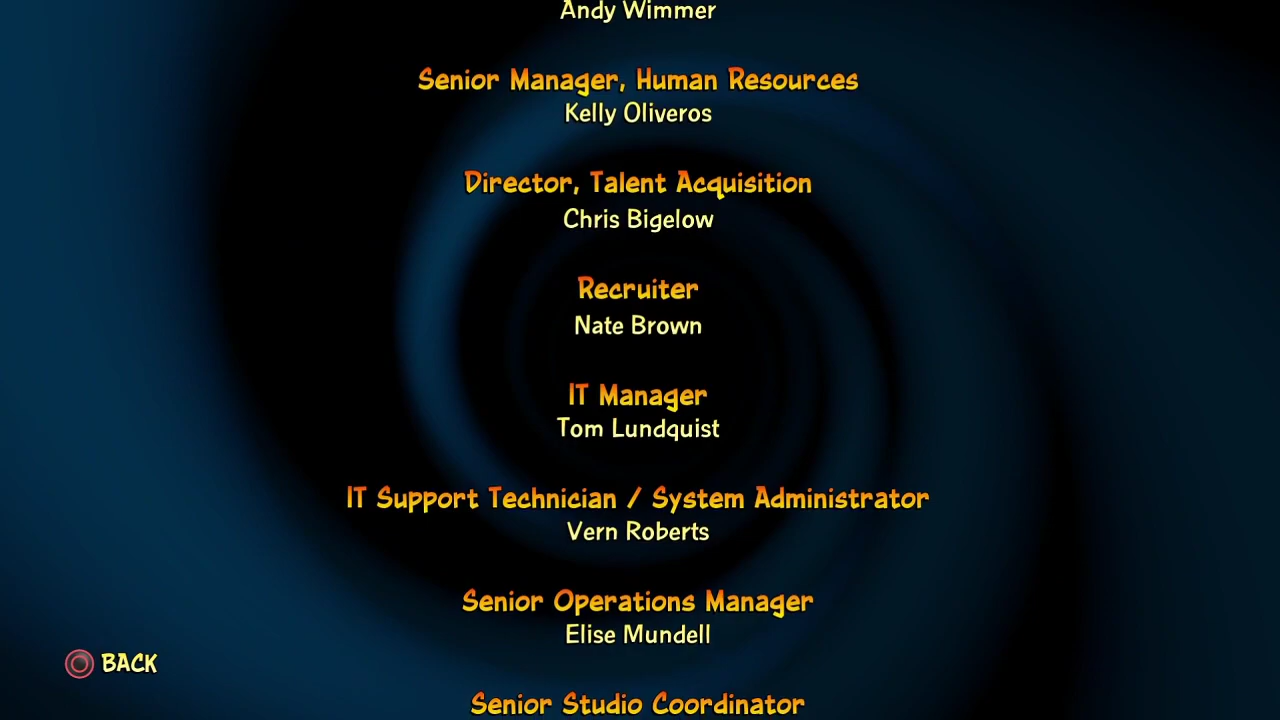 Andy Wimmer
Senior Manager, Human Resources
Kelly Oliveros
Director, Talent Acquisition
Chris Bigelow
Recruiter
Nate Brown
IT Manager
Tom Lundquist
IT Support Technician / System Administrator
Vern Roberts
Senior Operations Manager
Elise Mundell
BACK
Senior Studio Coordinator